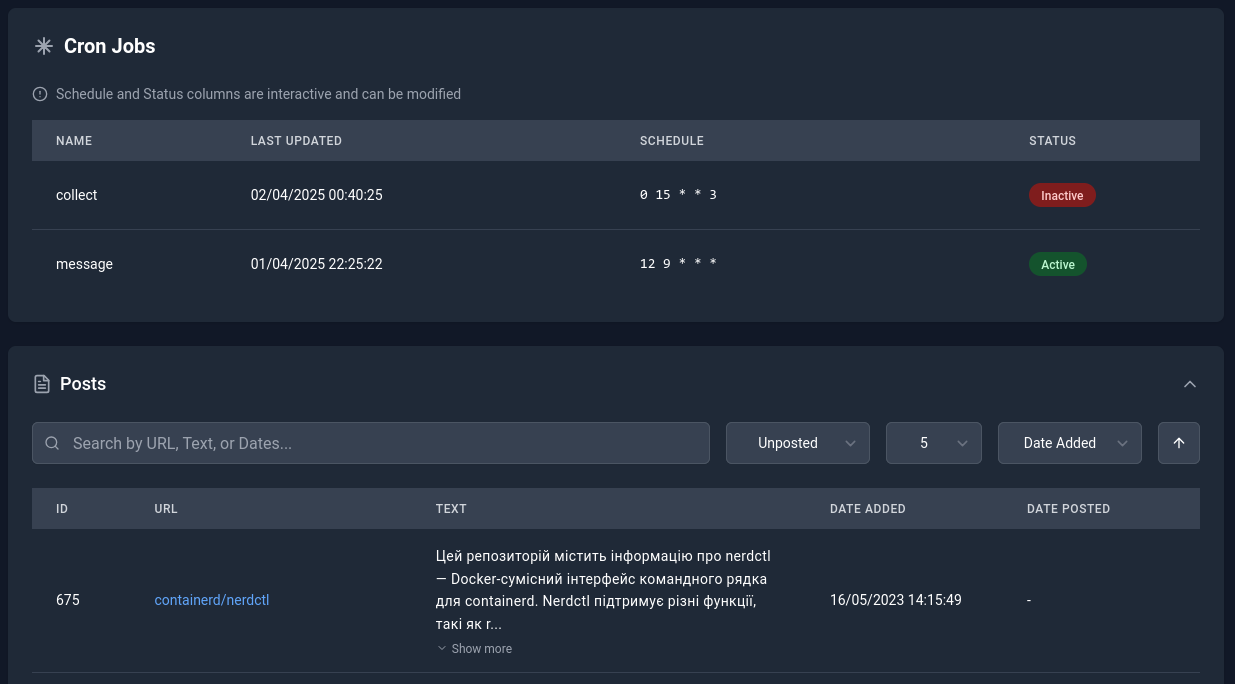 Cron Jobs
Schedule and Status columns are interactive and can be modified
NAME LAST UPDATED SCHEDULE STATUS
collect 02/04/2025 00:40:25 0 15 * * 3 Inactive
message 01/04/2025 22:25:22 12 9 * * * Active
Posts
Search by URL, Text, or Dates... Unposted 5 Date Added
ID URL TEXT DATE ADDED DATE POSTED
Цей репозиторій містить інформацію про nerdctl
— Docker-сумісний інтерфейс командного рядка
675 containerd/nerdctl для containerd. Nerdctl підтримує різні функції, 16/05/2023 14:15:49 -
такі як r...
Show more